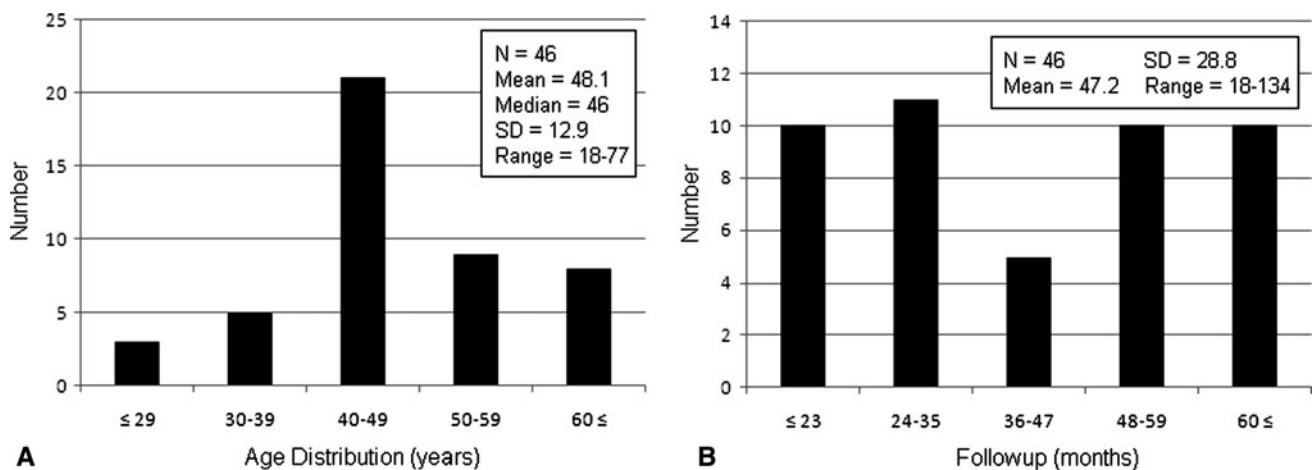 25
20
15
10
5
0
Number
N = 46
Mean = 48.1
Median = 46
SD = 12.9
Range = 18-77
≤ 29 30-39 40-49 50-59 60 ≤
A Age Distribution (years)
14
12
10
8
6
4
2
0
Number
N = 46 SD = 28.8
Mean = 47.2 Range = 18-134
≤ 23 24-35 36-47 48-59 60 ≤
B Followup (months)